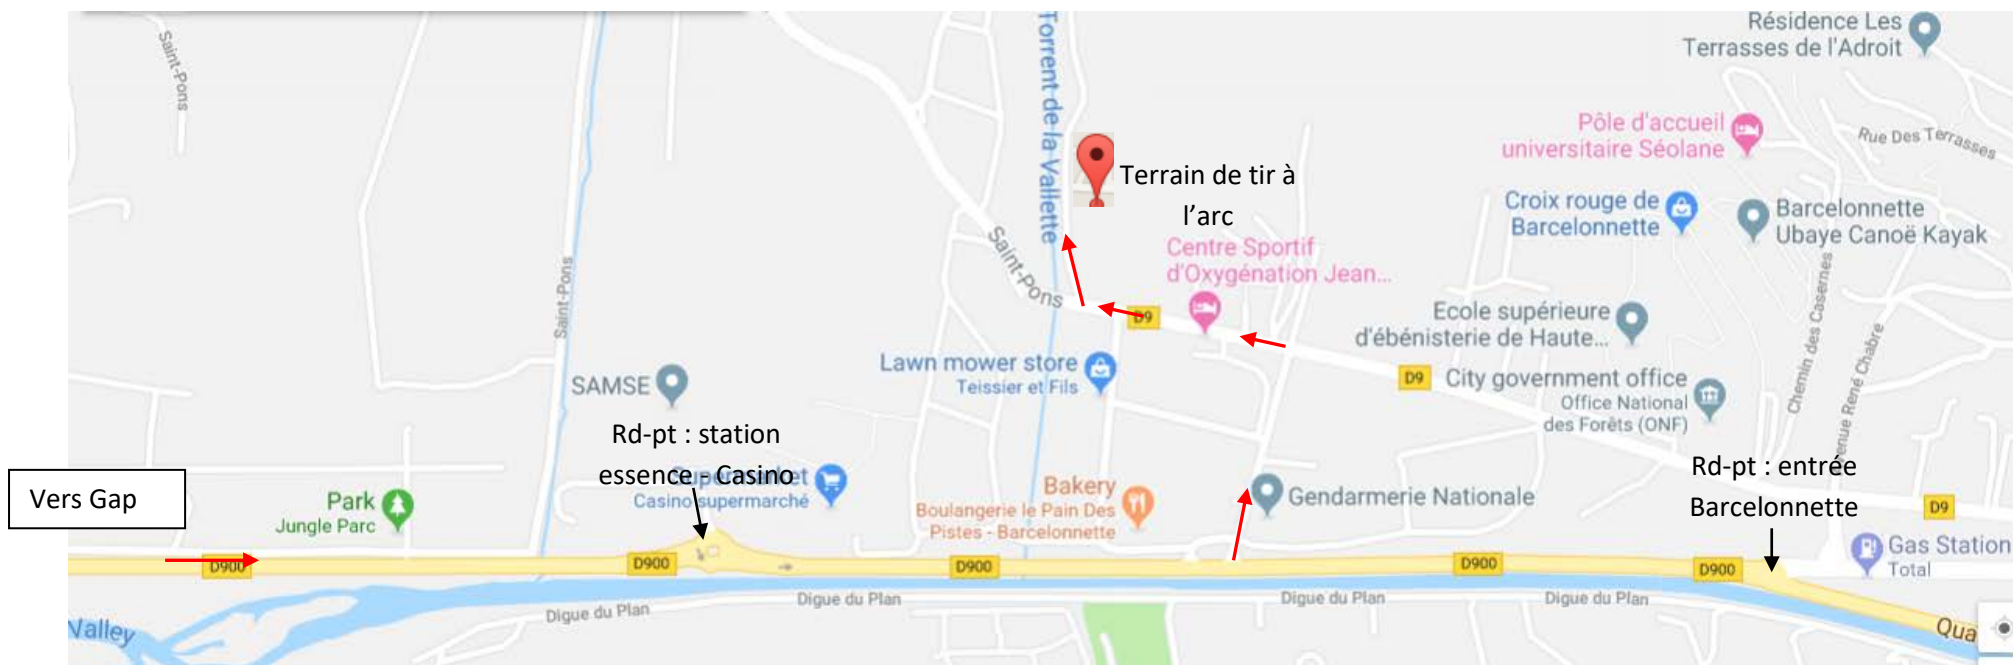 Résidence Les
Terrasses de l'Adroit
Saint-Pons
Torrent de la Vallette
Pôle d'accueil
universitaire Séolane
Rue Des Terrasses
Terrain de tir à
l’arc
Croix rouge de
Barcelonnette
Barcelonnette
Ubaye Canoë Kayak
Saint-Pons
Saint-Pons
Centre Sportif
d'Oxygénation Jean...
D9
Ecole supérieure
d'ébénisterie de Haute...
Chemin des Casernes
Avenue René Chabre
Lawn mower store
Teissier et Fils
SAMSE
D9
City government office
Office National
des Forêts (ONF)
Rd-pt : station
essence - Casino
Supermarket
Casino supermarché
Rd-pt : entrée
Barcelonnette
Vers Gap
Park
Jungle Parc
Bakery
Boulangerie le Pain Des
Pistes - Barcelonnette
Gendarmerie Nationale
D9
Gas Station
Total
D900
D900
D900
D900
D900
Digue du Plan
Digue du Plan
Digue du Plan
Digue du Plan
Valley
Qua